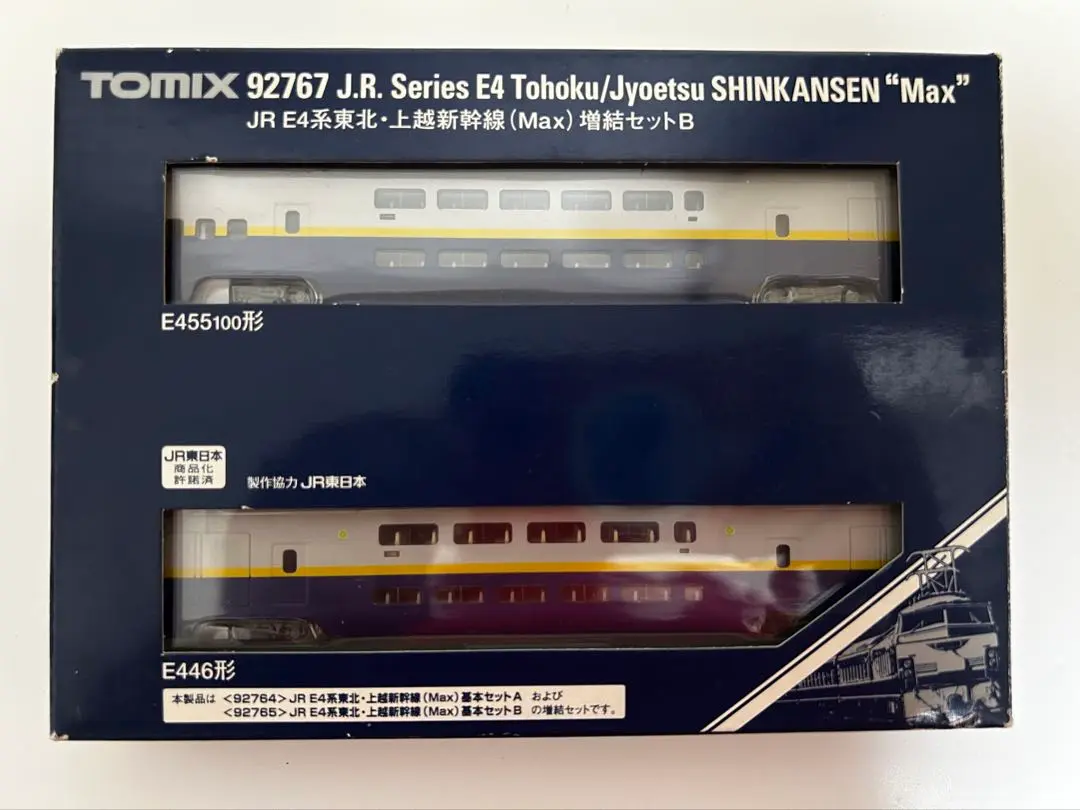 TOMIX 92767 J.R. Series E4 Tohoku/Jyoetsu SHINKANSEN “Max”
JR E4系東北・上越新幹線(Max)増結セットB
E455100形
JR東日本
商品化
許諾済
製作協力 JR東日本
E446形
本製品は <92764>JR E4系東北・上越新幹線(Max)基本セットA および
<92765>JR E4系東北・上越新幹線(Max)基本セットB の増結セットです。